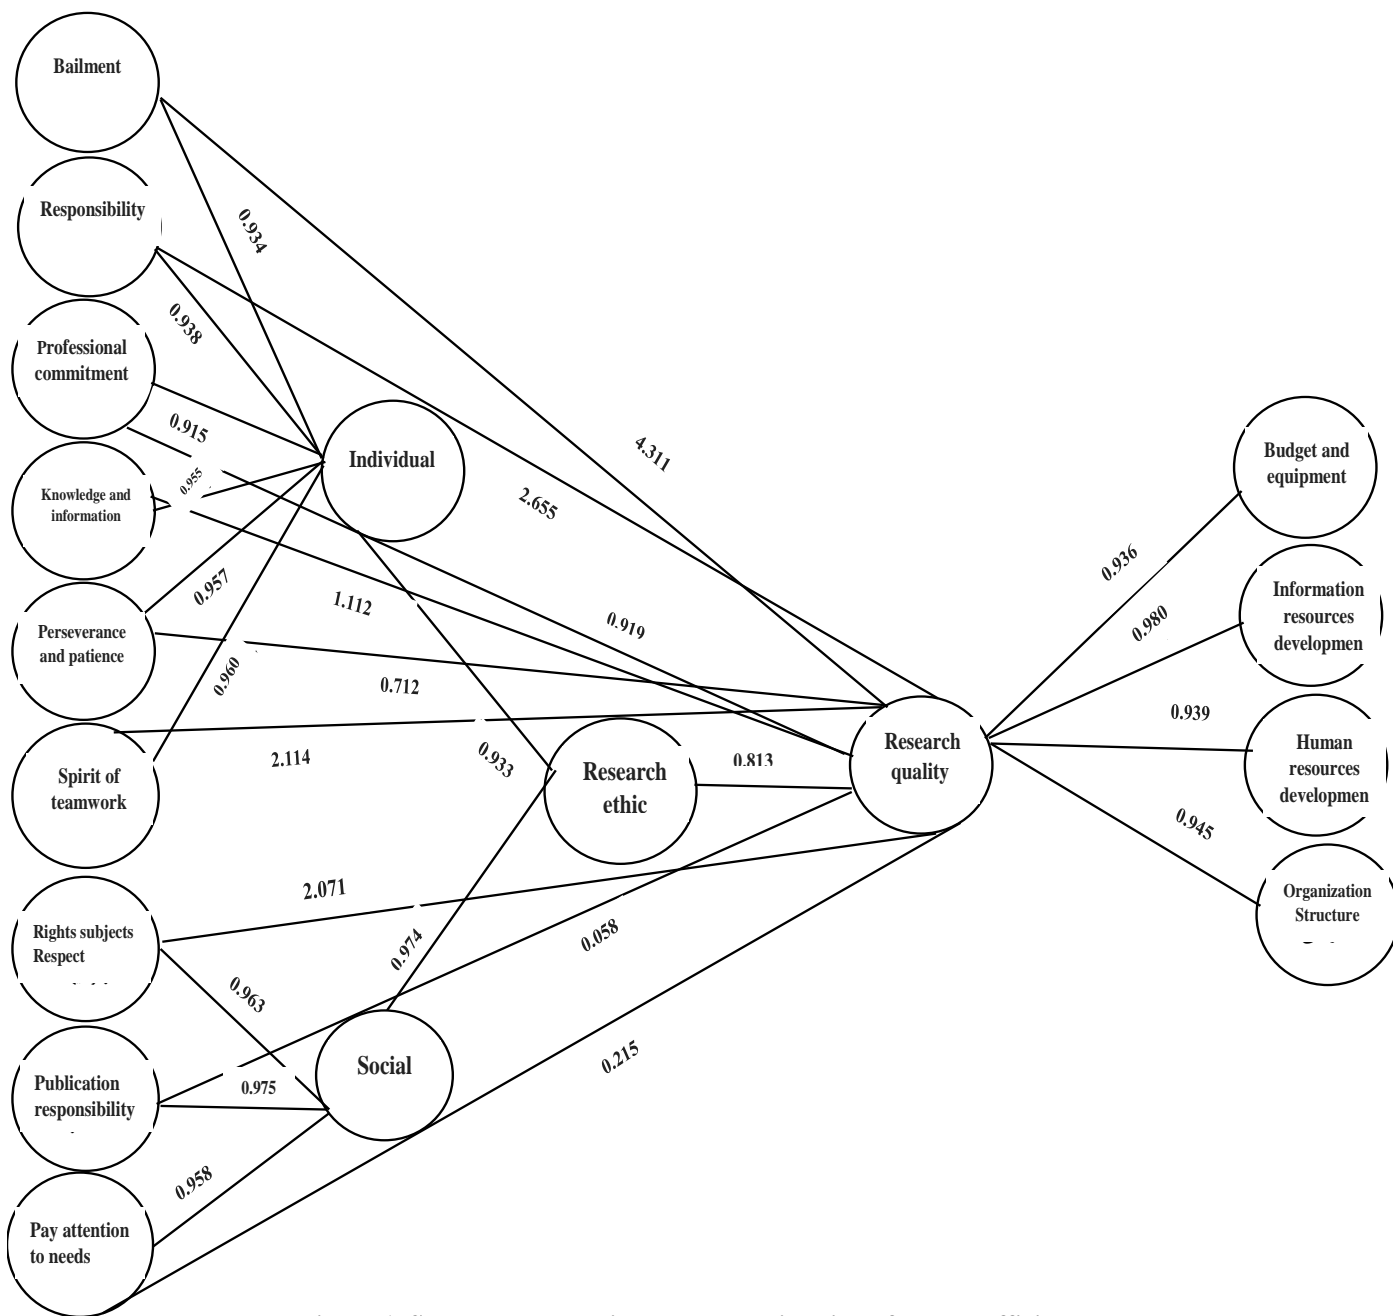 Bailment
Responsibility
0.934
0.938
Professional
commitment
0.915
Individual
4.311
Budget and
equipment
Knowledge and
information
0.955
2.655
0.936
0.957
1.112
0.919
Information
resources
developmen
0.980
Perseverance
and patience
0.960
0.712
0.939
Spirit of
teamwork
2.114
0.933
Research
ethic
0.813
Research
quality
Human
resources
developmen
0.945
2.071
Organization
Structure
Rights subjects
Respect
0.963
0.974
0.058
Publication
responsibility
0.975
Social
0.215
0.958
Pay attention
to needs